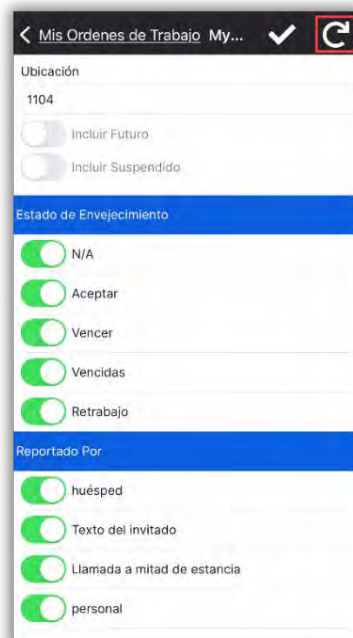 Mis Ordenes de Trabajo My...
Ubicación
1104
Incluir Futuro
Incluir Suspendido
Estado de Envejecimiento
N/A
Aceptar
Vencer
Vencidas
Retrabajo
Reportado Por
huésped
Texto del invitado
Llamada a mitad de estancia
personal